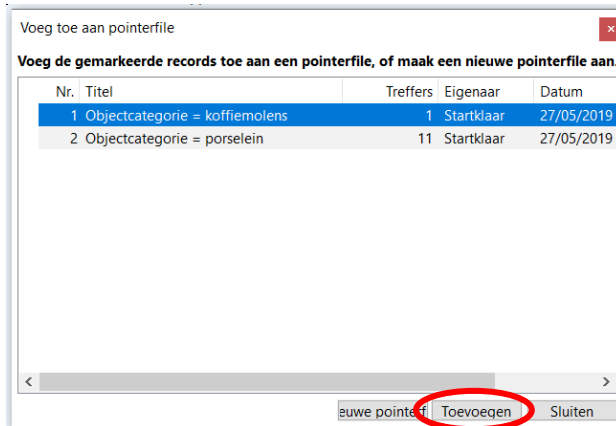 Voeg toe aan pointerfile
Voeg de gemarkeerde records toe aan een pointerfile, of maak een nieuwe pointerfile aan.
Nr. Titel Treffers Eigenaar Datum
1 Objectcategorie = koffiemolens 1 Startklaar 27/05/2019
2 Objectcategorie = porselein 11 Startklaar 27/05/2019
euwe pointerf Toevoegen Sluiten